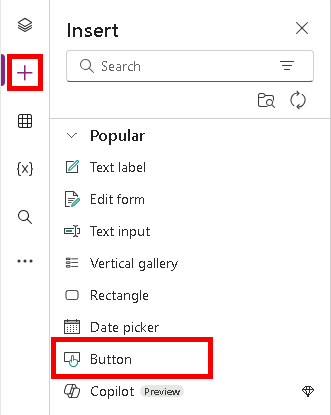 Insert
Search
Popular
Text label
Edit form
{x}
Text input
Vertical gallery
Rectangle
Date picker
Button
Copilot Preview